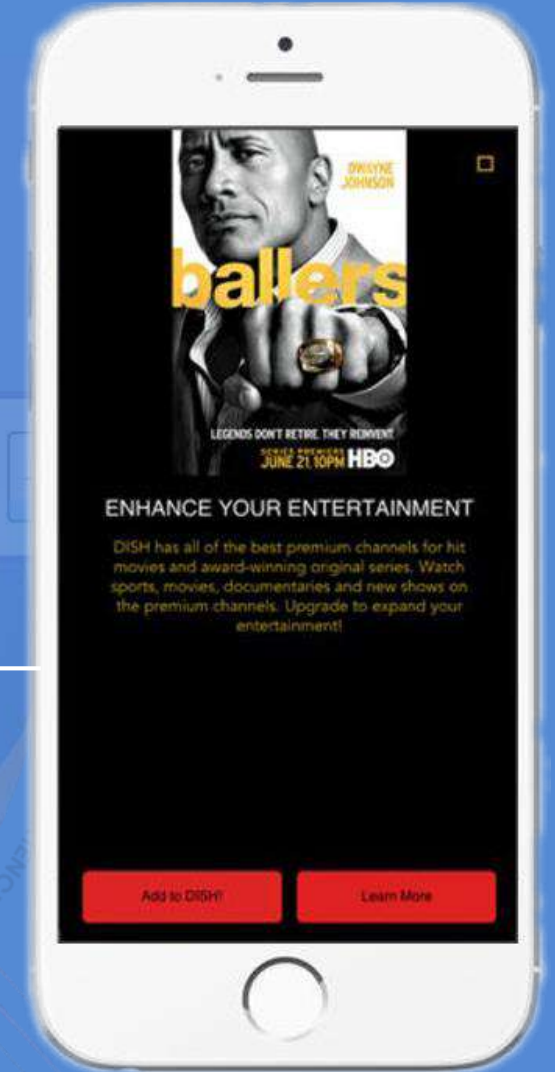 DWAYNE
JOHNSON
ballers
LEGENDS DON'T RETIRE. THEY REINVENT.
SERIES PREMIERE
JUNE 21, 10PM HBO
ENHANCE YOUR ENTERTAINMENT
DISH has all of the best premium channels for hit
movies and award-winning original series. Watch
sports, movies, documentaries and new shows on
the premium channels. Upgrade to expand your
entertainment!
Add to DISH!
Learn More